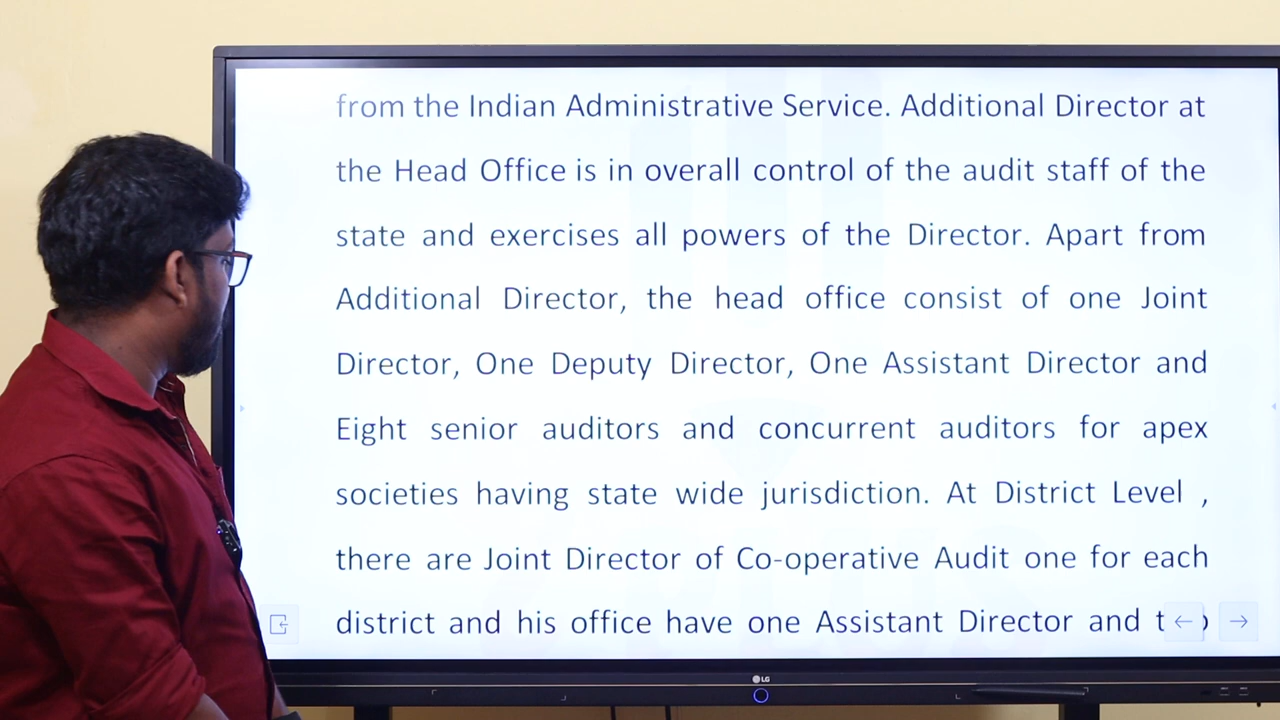 from the Indian Administrative Service. Additional Director at
the Head Office is in overall control of the audit staff of the
state and exercises all powers of the Director. Apart from
Additional Director, the head office consist of one Joint
Director, One Deputy Director, One Assistant Director and
Eight senior auditors and concurrent auditors for apex
societies having state wide jurisdiction. At District Level ,
there are Joint Director of Co-operative Audit one for each
district and his office have one Assistant Director and
LG